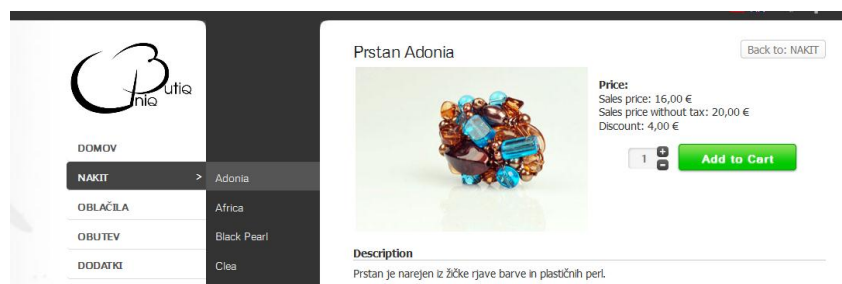 Prstan Adonia
Back to: NAKIT
Butiq
Chiq
Price:
Sales price: 16,00 €
Sales price without tax: 20,00 €
Discount: 4,00 €
1
Add to Cart
DOMOV
NAKIT >
Adonia
OBLAČILA
Africa
OBUTEV
Black Pearl
DODATKI
Clea
Description
Prstan je narejen iz žičke rjave barve in plastičnih perl.